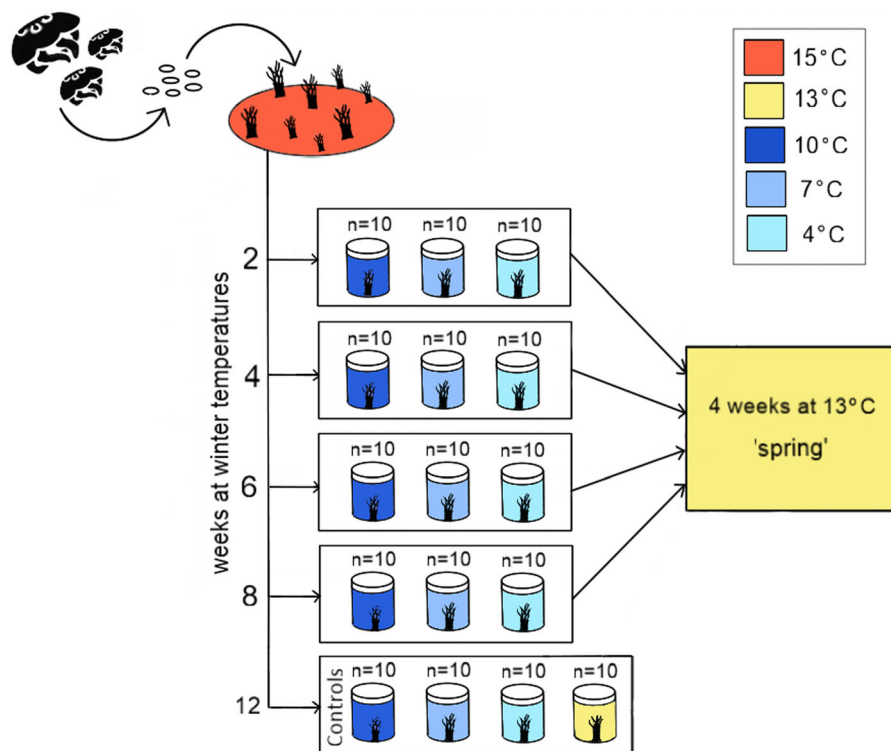 15°C
13°C
10°C
7°C
4°C
weeks at winter temperatures
2
n=10 n=10 n=10
4
n=10 n=10 n=10
6
n=10 n=10 n=10
8
n=10 n=10 n=10
12
Controls
n=10 n=10 n=10 n=10
4 weeks at 13°C
'spring'